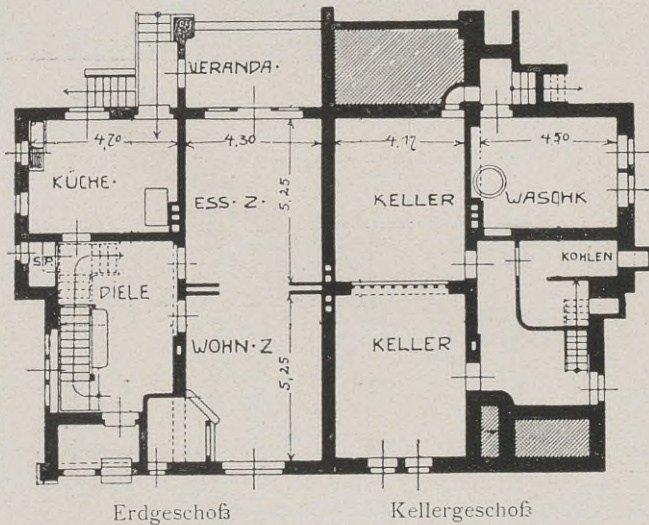 VERANDA·
4,70
4,30
4,17
4,50
KÜCHE·
ESS·Z·
5,25
KELLER
WASCHK
SP.
KOHLEN
DIELE
WOHN·Z
5,25
KELLER
Erdgeschoß
Kellergeschoß